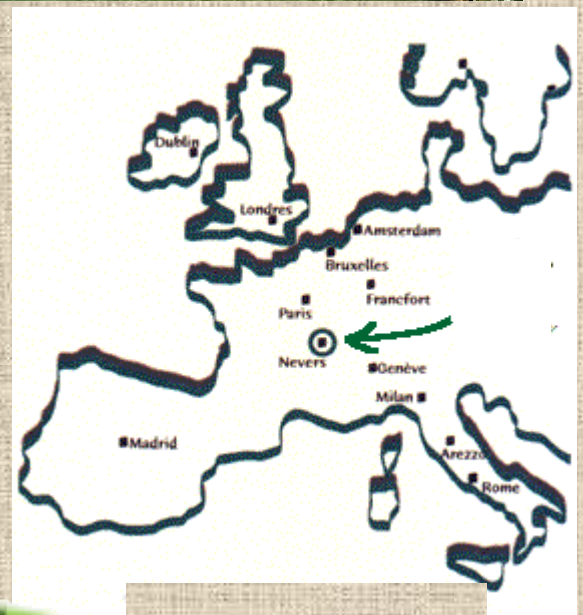 Dublin
Londres
Amsterdam
Bruxelles
Francfort
Paris
Nevers
Genève
Milan
Madrid
Arezzo
Rome